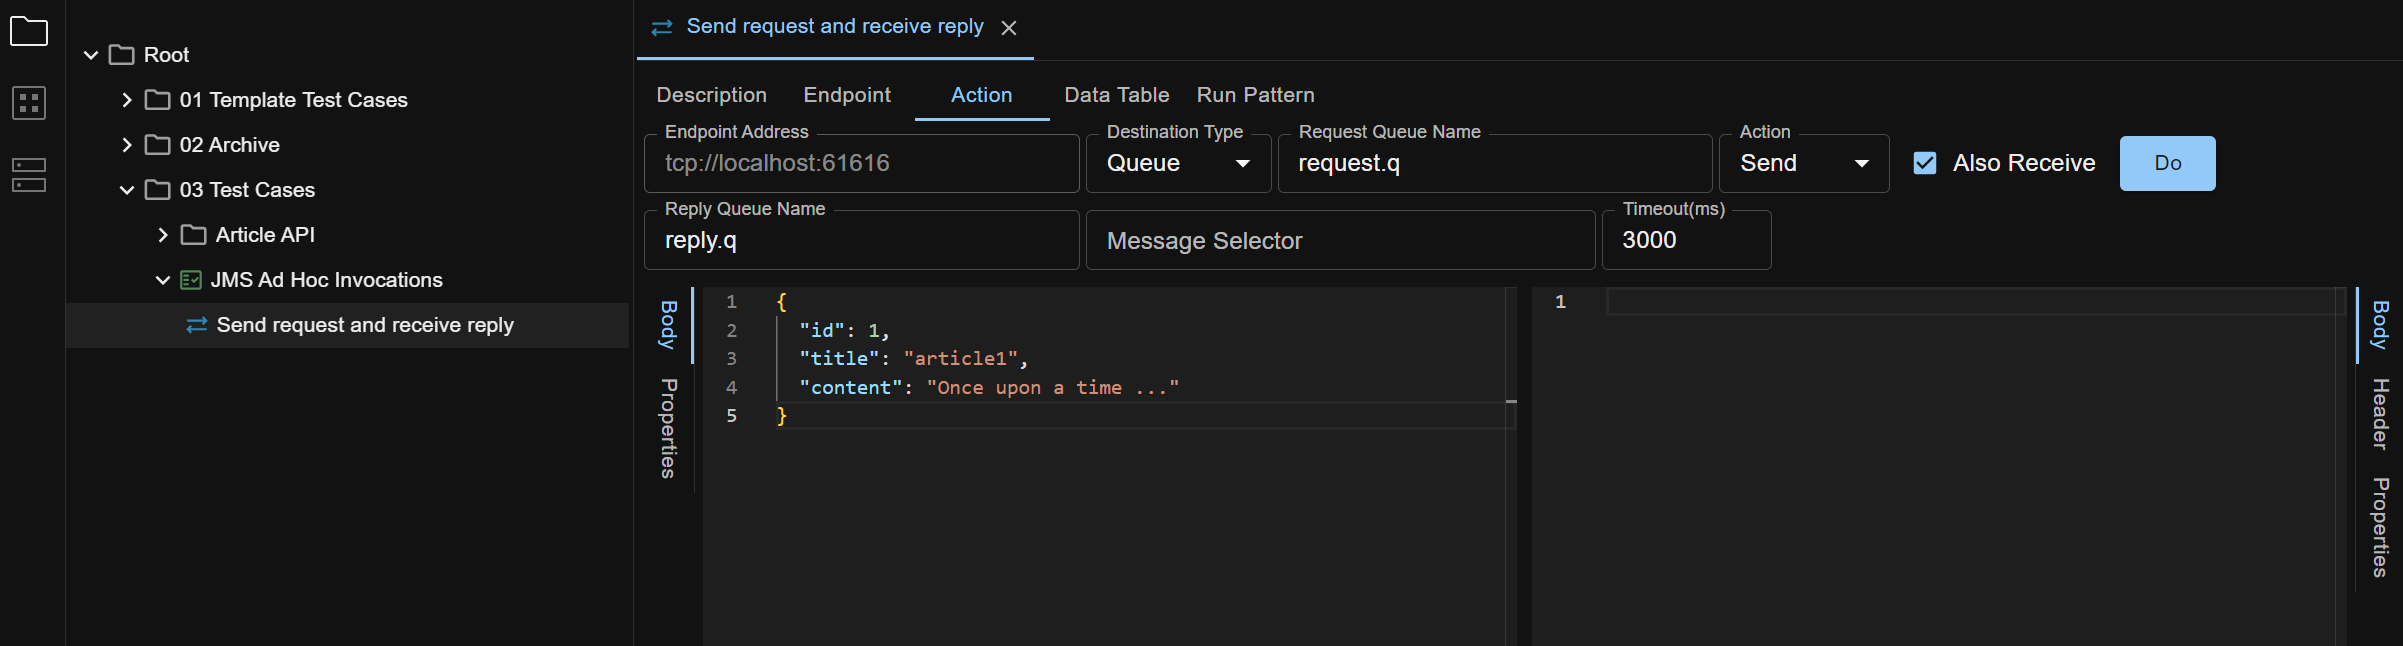 Root
01 Template Test Cases
02 Archive
03 Test Cases
Article API
JMS Ad Hoc Invocations
Send request and receive reply
Send request and receive reply
Description Endpoint Action Data Table Run Pattern
Endpoint Address Destination Type Request Queue Name Action
tcp://localhost:61616 Queue request.q Send Also Receive Do
Reply Queue Name Timeout(ms)
reply.q Message Selector 3000
Body
Properties
1 {
2 "id": 1,
3 "title": "article1",
4 "content": "Once upon a time ..."
5 }
1
Body
Header
Properties